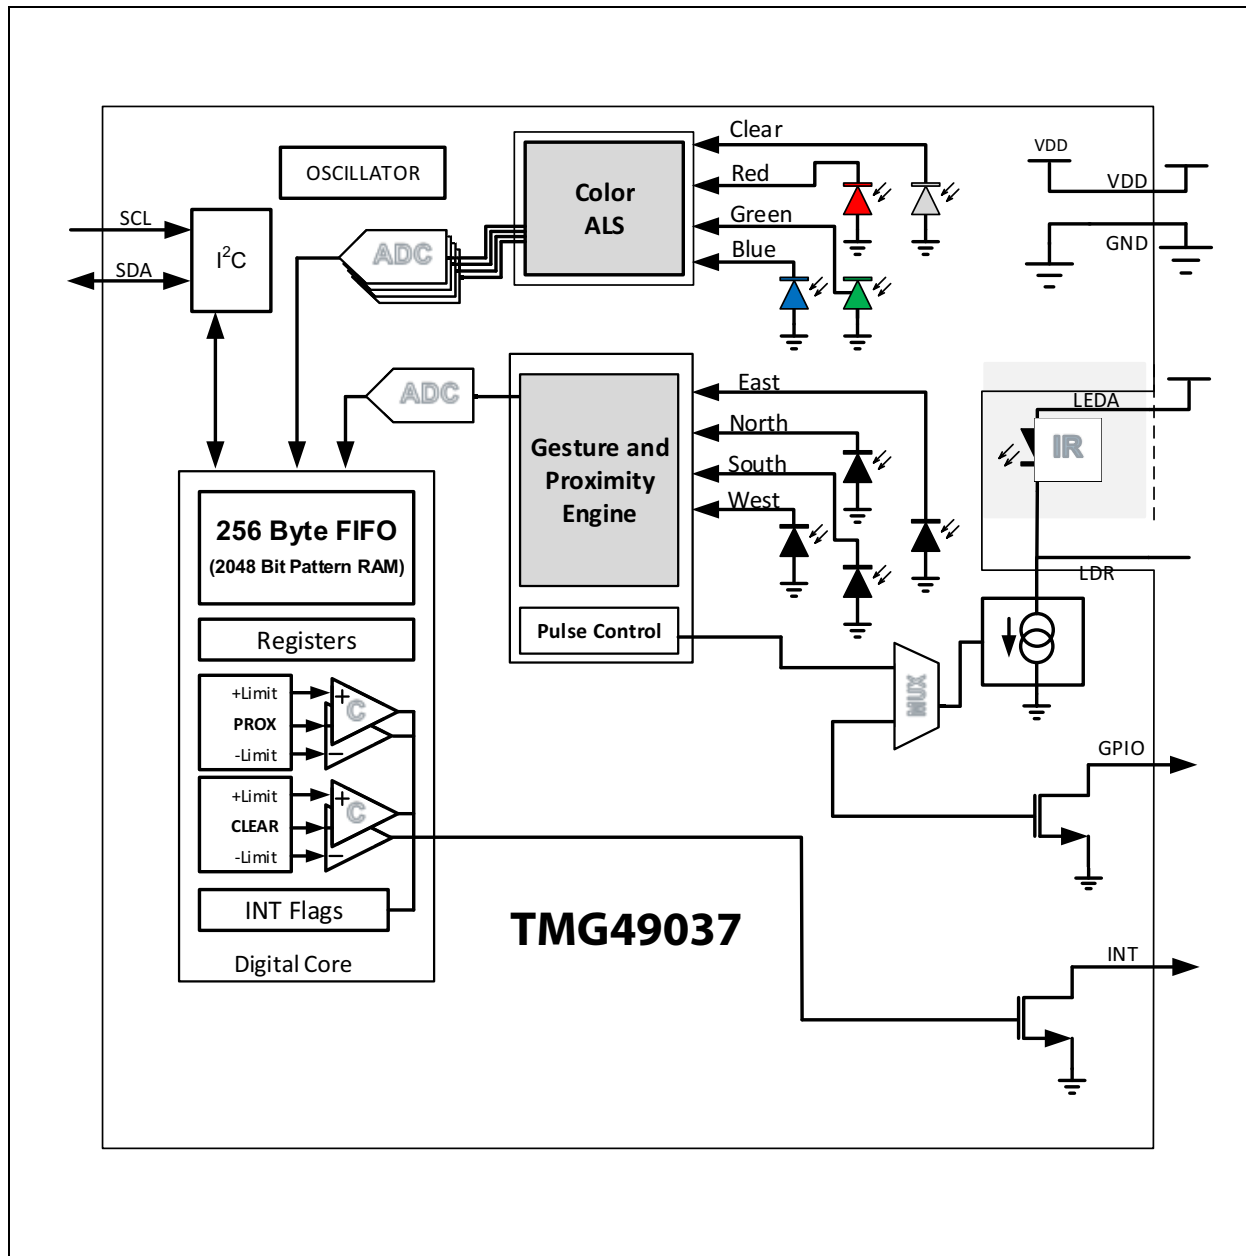 OSCILLATOR
SCL
SDA
I²C
ADC
Color
ALS
Clear
Red
Green
Blue
VDD
VDD
GND
ADC
Gesture and
Proximity
Engine
East
North
South
West
Pulse Control
LEDA
IR
LDR
256 Byte FIFO
(2048 Bit Pattern RAM)
Registers
+Limit
PROX
-Limit
+
C
–
+Limit
CLEAR
-Limit
+
C
–
INT Flags
Digital Core
MUX
GPIO
INT
TMG49037